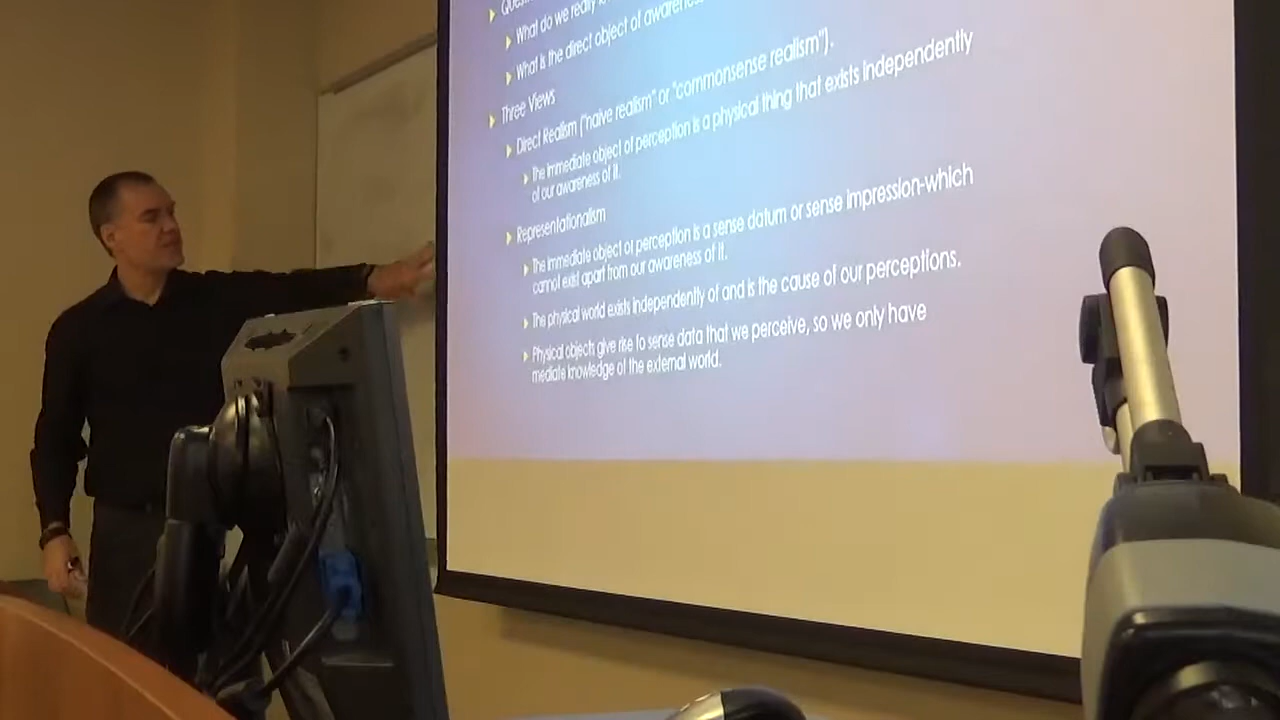 What do we really
What is the direct object of awareness
Three Views
Direct Realism ("naive realism" or "commonsense realism").
The immediate object of perception is a physical thing that exists independently
of our awareness of it.
Representationalism
The immediate object of perception is a sense datum or sense impression-which
cannot exist apart from our awareness of it.
The physical world exists independently of and is the cause of our perceptions.
Physical objects give rise to sense data that we perceive, so we only have
mediate knowledge of the external world.